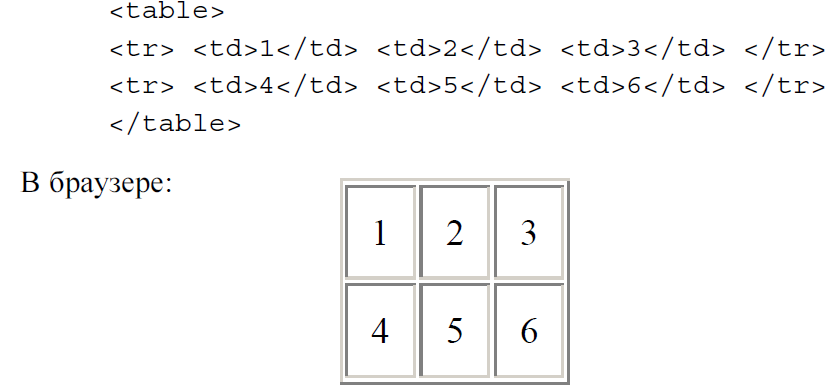 <table>
<tr> <td>1</td> <td>2</td> <td>3</td> </tr>
<tr> <td>4</td> <td>5</td> <td>6</td> </tr>
</table>
В браузере:
1 2 3
4 5 6